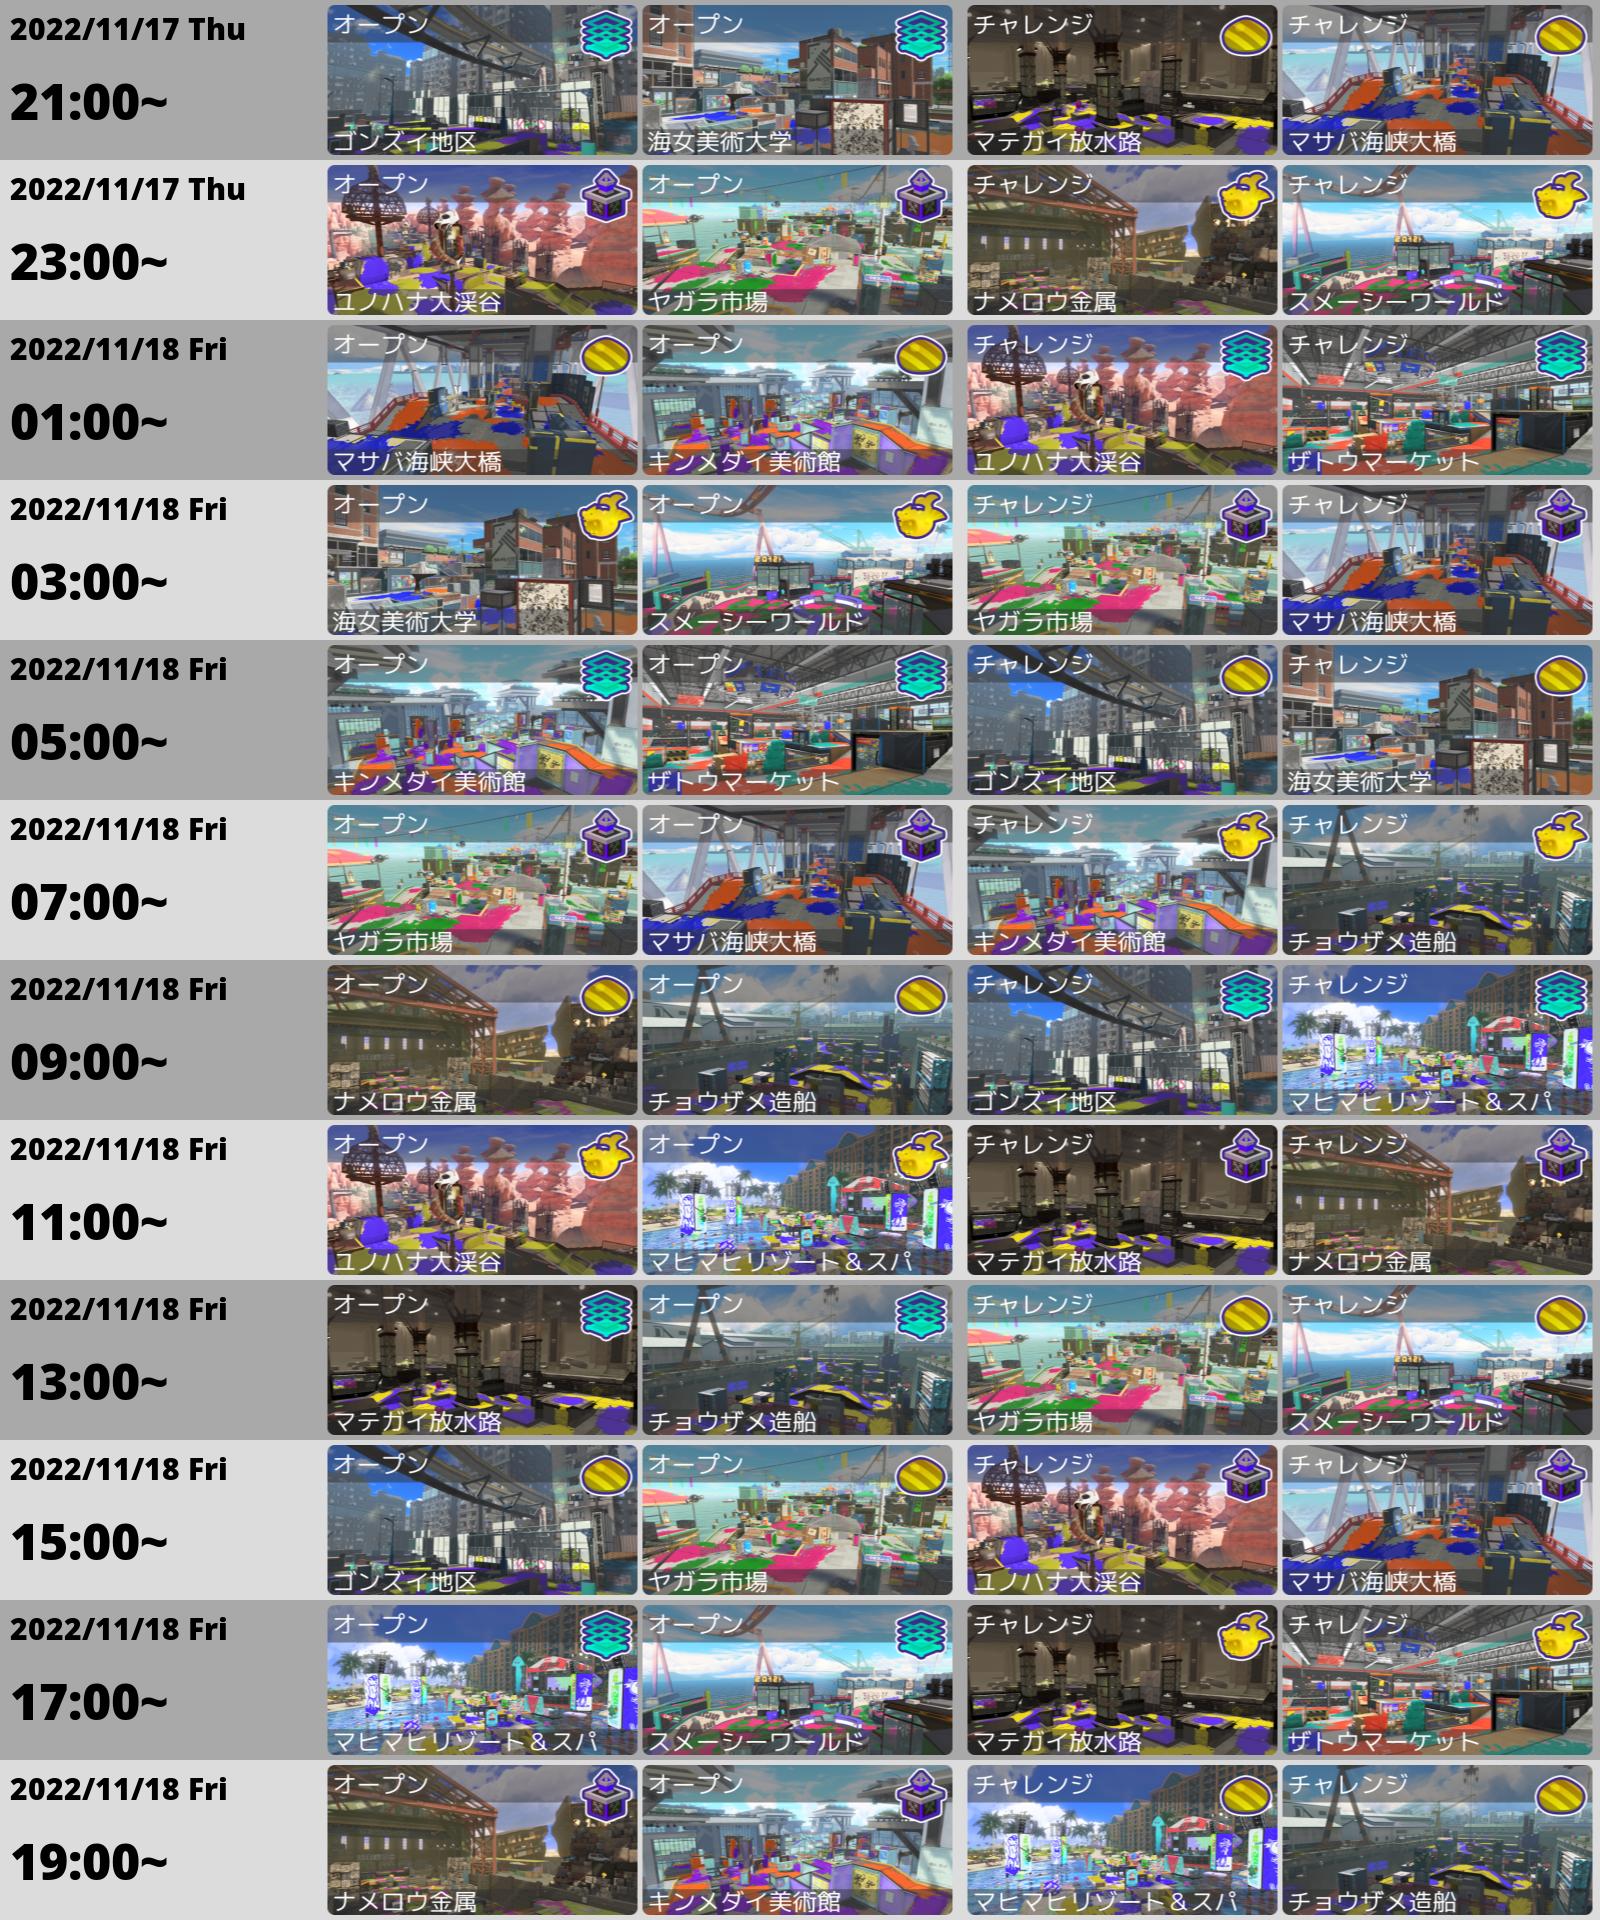 2022/11/17 Thu
21:00~
オープン オープン チャレンジ チャレンジ
ゴンズイ地区 海女美術大学 マテガイ放水路 マサバ海峡大橋
2022/11/17 Thu
23:00~
オープン オープン チャレンジ チャレンジ
ユノハナ大渓谷 ヤガラ市場 ナメロウ金属 スメーシーワールド
2022/11/18 Fri
01:00~
オープン オープン チャレンジ チャレンジ
マサバ海峡大橋 キンメダイ美術館 ユノハナ大渓谷 ザトウマーケット
2022/11/18 Fri
03:00~
オープン オープン チャレンジ チャレンジ
海女美術大学 スメーシーワールド ヤガラ市場 マサバ海峡大橋
2022/11/18 Fri
05:00~
オープン オープン チャレンジ チャレンジ
キンメダイ美術館 ザトウマーケット ゴンズイ地区 海女美術大学
2022/11/18 Fri
07:00~
オープン オープン チャレンジ チャレンジ
ヤガラ市場 マサバ海峡大橋 キンメダイ美術館 チョウザメ造船
2022/11/18 Fri
09:00~
オープン オープン チャレンジ チャレンジ
ナメロウ金属 チョウザメ造船 ゴンズイ地区 マヒマヒリゾート＆スパ
2022/11/18 Fri
11:00~
オープン オープン チャレンジ チャレンジ
ユノハナ大渓谷 マヒマヒリゾート＆スパ マテガイ放水路 ナメロウ金属
2022/11/18 Fri
13:00~
オープン オープン チャレンジ チャレンジ
マテガイ放水路 チョウザメ造船 ヤガラ市場 スメーシーワールド
2022/11/18 Fri
15:00~
オープン オープン チャレンジ チャレンジ
ゴンズイ地区 ヤガラ市場 ユノハナ大渓谷 マサバ海峡大橋
2022/11/18 Fri
17:00~
オープン オープン チャレンジ チャレンジ
マヒマヒリゾート＆スパ スメーシーワールド マテガイ放水路 ザトウマーケット
2022/11/18 Fri
19:00~
オープン オープン チャレンジ チャレンジ
ナメロウ金属 キンメダイ美術館 マヒマヒリゾート＆スパ チョウザメ造船